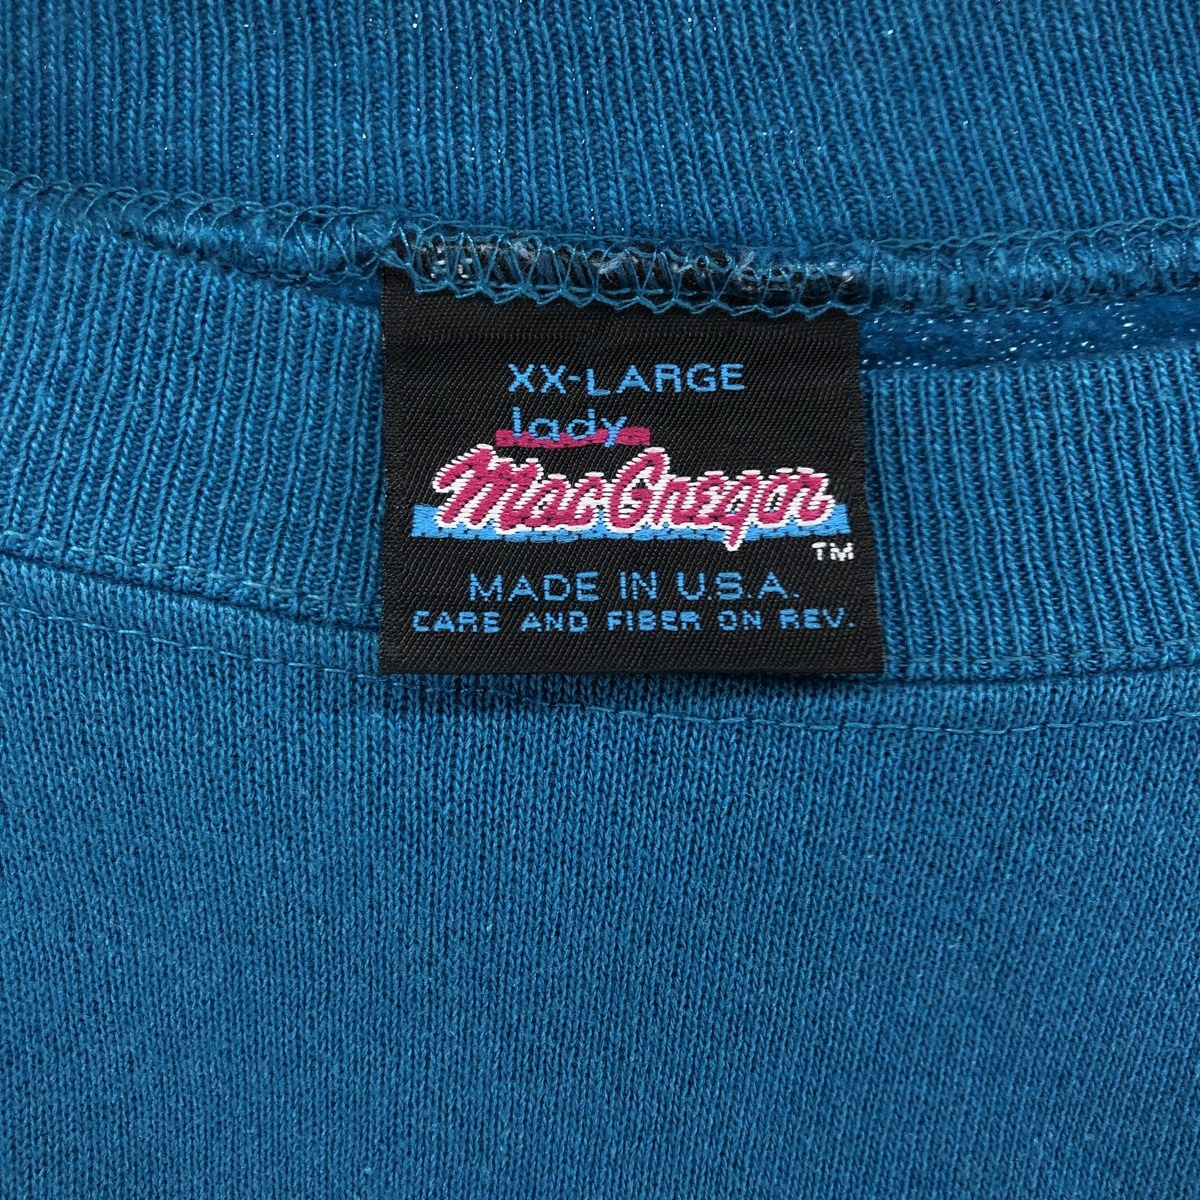 XX-LARGE
lady
MacGregor
TM
MADE IN U.S.A.
CARE AND FIBER ON REV.